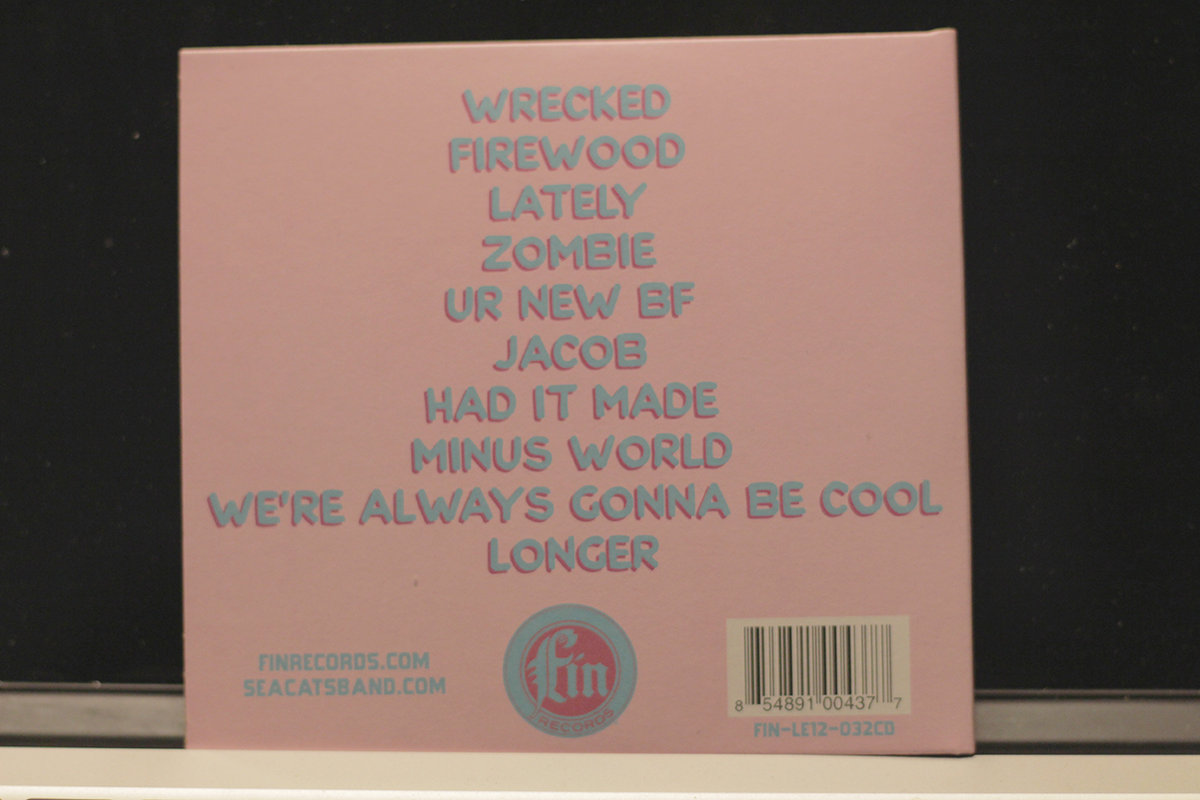 WRECKED
FIREWOOD
LATELY
ZOMBIE
UR NEW BF
JACOB
HAD IT MADE
MINUS WORLD
WE'RE ALWAYS GONNA BE COOL
LONGER
FINRECORDS.COM
SEACATSBAND.COM
fin
RECORDS
8 54891 00437 7
FIN-LE12-032CD